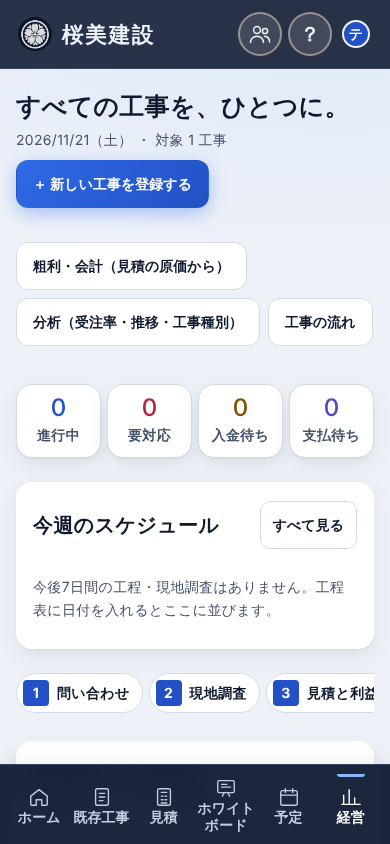 桜美建設
?
テ
すべての工事を、ひとつに。
2026/11/21（土） ・ 対象 1 工事
+ 新しい工事を登録する
粗利・会計（見積の原価から）
分析（受注率・推移・工事種別）
工事の流れ
0
進行中
0
要対応
0
入金待ち
0
支払待ち
今週のスケジュール
すべて見る
今後7日間の工程・現地調査はありません。工程
表に日付を入れるとここに並びます。
1 問い合わせ
2 現地調査
3 見積と利益
ホーム
既存工事
見積
ホワイト
ボード
予定
経営